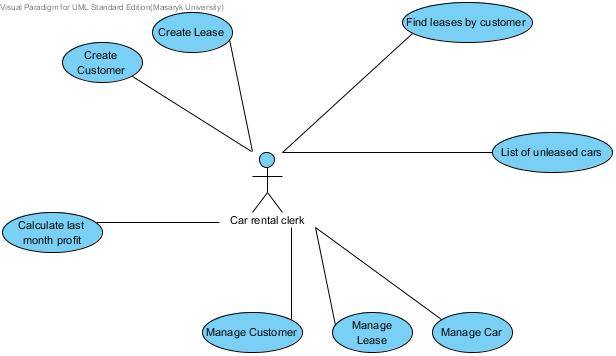 Visual Paradigm for UML Standard Edition(Masaryk University)
Create Lease
Find leases by customer
Create
Customer
List of unleased cars
Car rental clerk
Calculate last
month profit
Manage Customer
Manage
Lease
Manage Car